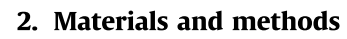 2. Materials and methods